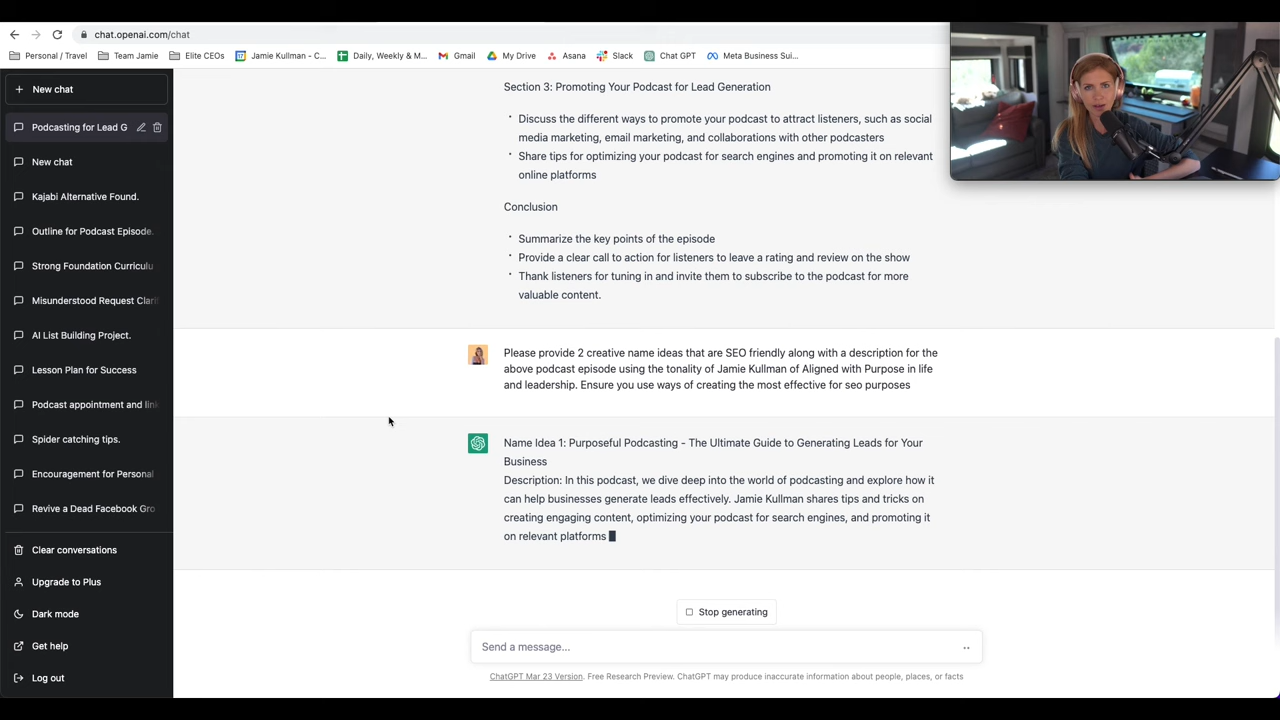 chat.openai.com/chat
Personal / Travel
Team Jamie
Elite CEOs
Jamie Kullman - C...
Daily, Weekly & M...
Gmail
My Drive
Asana
Slack
Chat GPT
Meta Business Sui...
New chat
Podcasting for Lead G
New chat
Kajabi Alternative Found.
Outline for Podcast Episode.
Strong Foundation Curriculu
Misunderstood Request Clari
AI List Building Project.
Lesson Plan for Success
Podcast appointment and link
Spider catching tips.
Encouragement for Personal
Revive a Dead Facebook Gro
Clear conversations
Upgrade to Plus
Dark mode
Get help
Log out
Section 3: Promoting Your Podcast for Lead Generation
Discuss the different ways to promote your podcast to attract listeners, such as social
media marketing, email marketing, and collaborations with other podcasters
Share tips for optimizing your podcast for search engines and promoting it on relevant
online platforms
Conclusion
Summarize the key points of the episode
Provide a clear call to action for listeners to leave a rating and review on the show
Thank listeners for tuning in and invite them to subscribe to the podcast for more
valuable content.
Please provide 2 creative name ideas that are SEO friendly along with a description for the
above podcast episode using the tonality of Jamie Kullman of Aligned with Purpose in life
and leadership. Ensure you use ways of creating the most effective for seo purposes
Name Idea 1: Purposeful Podcasting - The Ultimate Guide to Generating Leads for Your
Business
Description: In this podcast, we dive deep into the world of podcasting and explore how it
can help businesses generate leads effectively. Jamie Kullman shares tips and tricks on
creating engaging content, optimizing your podcast for search engines, and promoting it
on relevant platforms
Stop generating
Send a message...
ChatGPT Mar 23 Version. Free Research Preview. ChatGPT may produce inaccurate information about people, places, or facts